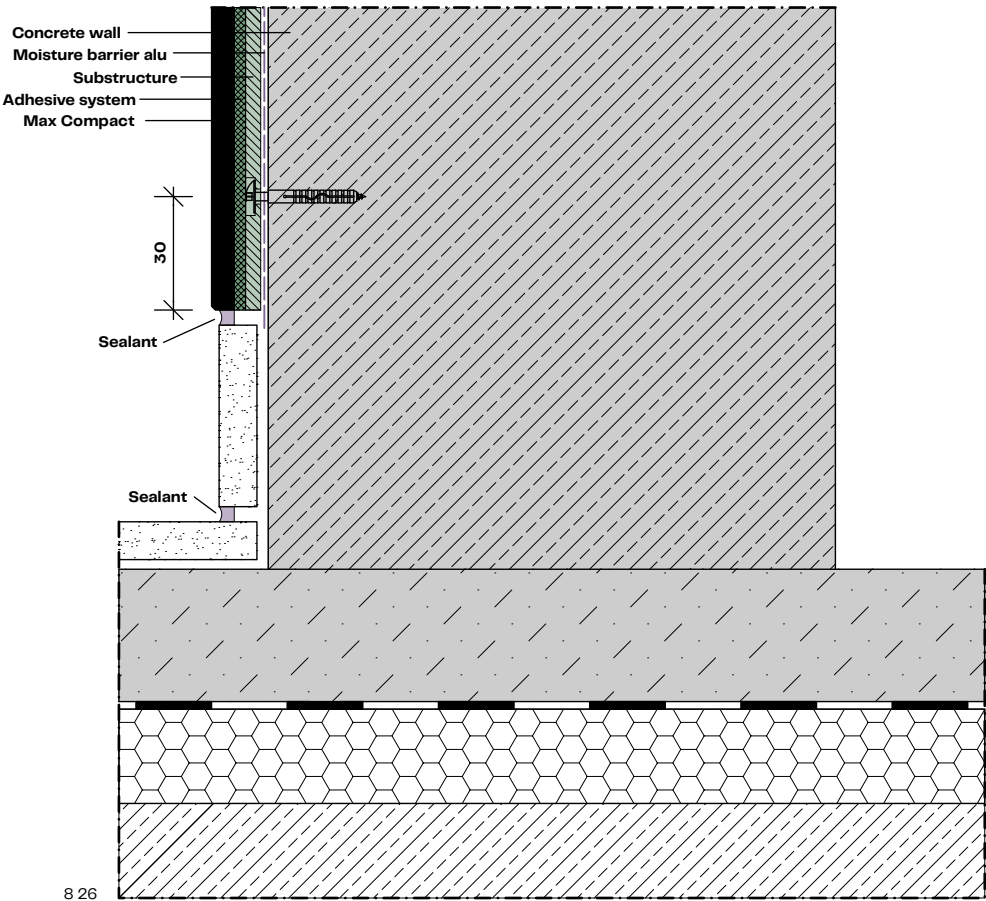 Concrete wall
Moisture barrier alu
Substructure
Adhesive system
Max Compact
30
Sealant
Sealant
8 26